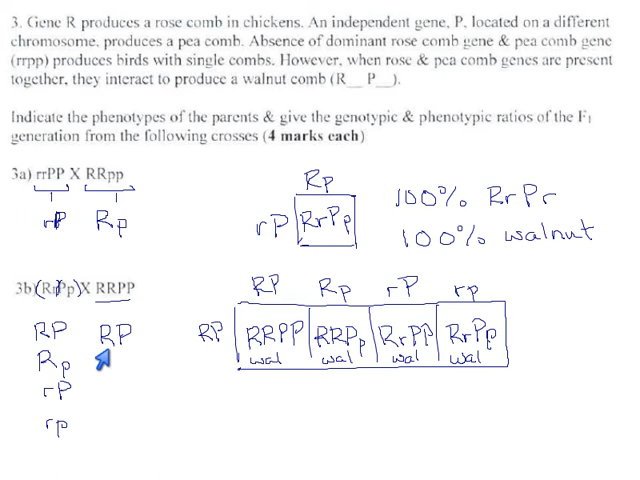 3. Gene R produces a rose comb in chickens. An independent gene, P, located on a different
chromosome, produces a pea comb. Absence of dominant rose comb gene & pea comb gene
(rrpp) produces birds with single combs. However, when rose & pea comb genes are present
together, they interact to produce a walnut comb (R__ P__).
Indicate the phenotypes of the parents & give the genotypic & phenotypic ratios of the F1
generation from the following crosses (4 marks each)
3a) rrPP X RRpp
rP Rp
Rp
rP RrPp
100% RrPr
100% walnut
3b) (RrPp) X RRPP
RP RP
Rp
rP
rp
RP Rp rP rp
RP RRPP RRPp RrPP RrPp
wal wal wal wal